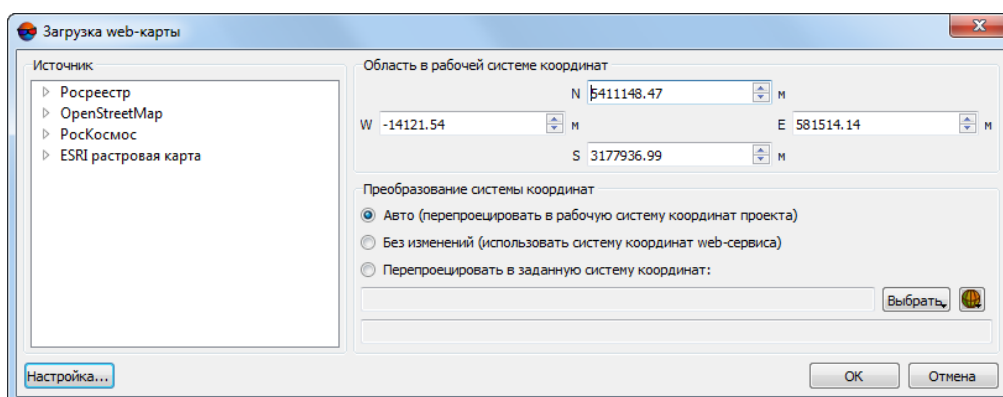 Загрузка web-карты
Источник
Росреестр
OpenStreetMap
РосКосмос
ESRI растровая карта
Область в рабочей системе координат
N 5411148.47 м
W -14121.54 м E 581514.14 м
S 3177936.99 м
Преобразование системы координат
Авто (перепроецировать в рабочую систему координат проекта)
Без изменений (использовать систему координат web-сервиса)
Перепроецировать в заданную систему координат:
Выбрать
Настройка... OK Отмена